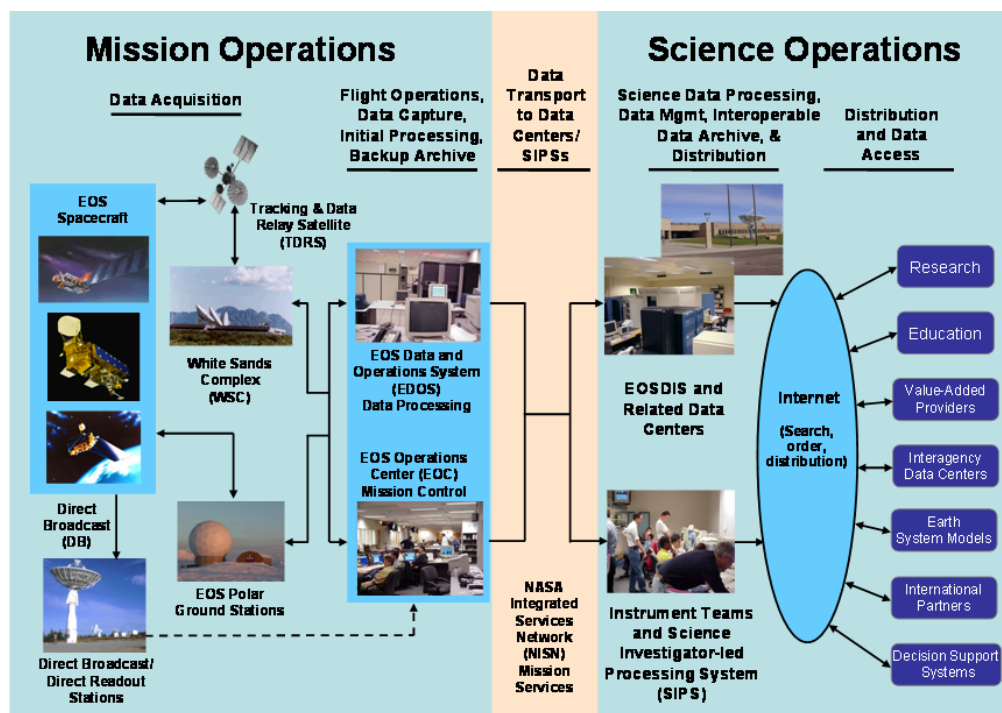 Mission Operations
Science Operations
Data Acquisition
Flight Operations,
Data Capture,
Initial Processing,
Backup Archive
Data
Transport
to Data
Centers/
SIPSs
Science Data Processing,
Data Mgmt, Interoperable
Data Archive, &
Distribution
Distribution
and Data
Access
EOS
Spacecraft
Tracking & Data
Relay Satellite
(TDRS)
White Sands
Complex
(WSC)
EOS Data and
Operations System
(EDOS)
Data Processing
EOS Operations
Center (EOC)
Mission Control
Direct
Broadcast
(DB)
EOS Polar
Ground Stations
Direct Broadcast/
Direct Readout
Stations
NASA
Integrated
Services
Network
(NISN)
Mission
Services
EOSDIS and
Related Data
Centers
Instrument Teams
and Science
Investigator-led
Processing System
(SIPS)
Internet
(Search,
order,
distribution)
Research
Education
Value-Added
Providers
Interagency
Data Centers
Earth
System Models
International
Partners
Decision Support
Systems